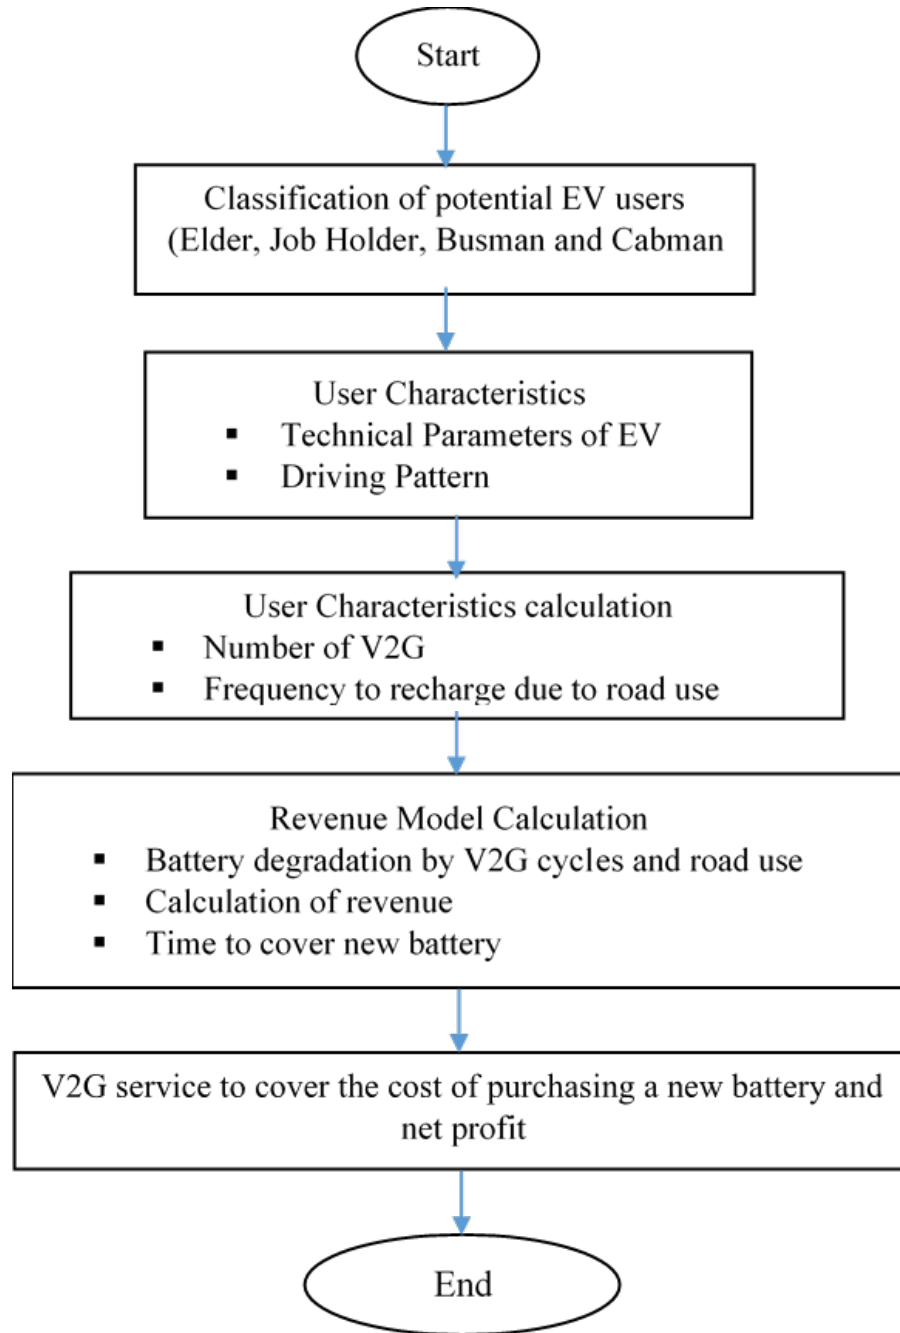 Start
Classification of potential EV users
(Elder, Job Holder, Busman and Cabman
User Characteristics
▪ Technical Parameters of EV
▪ Driving Pattern
User Characteristics calculation
▪ Number of V2G
▪ Frequency to recharge due to road use
Revenue Model Calculation
▪ Battery degradation by V2G cycles and road use
▪ Calculation of revenue
▪ Time to cover new battery
V2G service to cover the cost of purchasing a new battery and
net profit
End